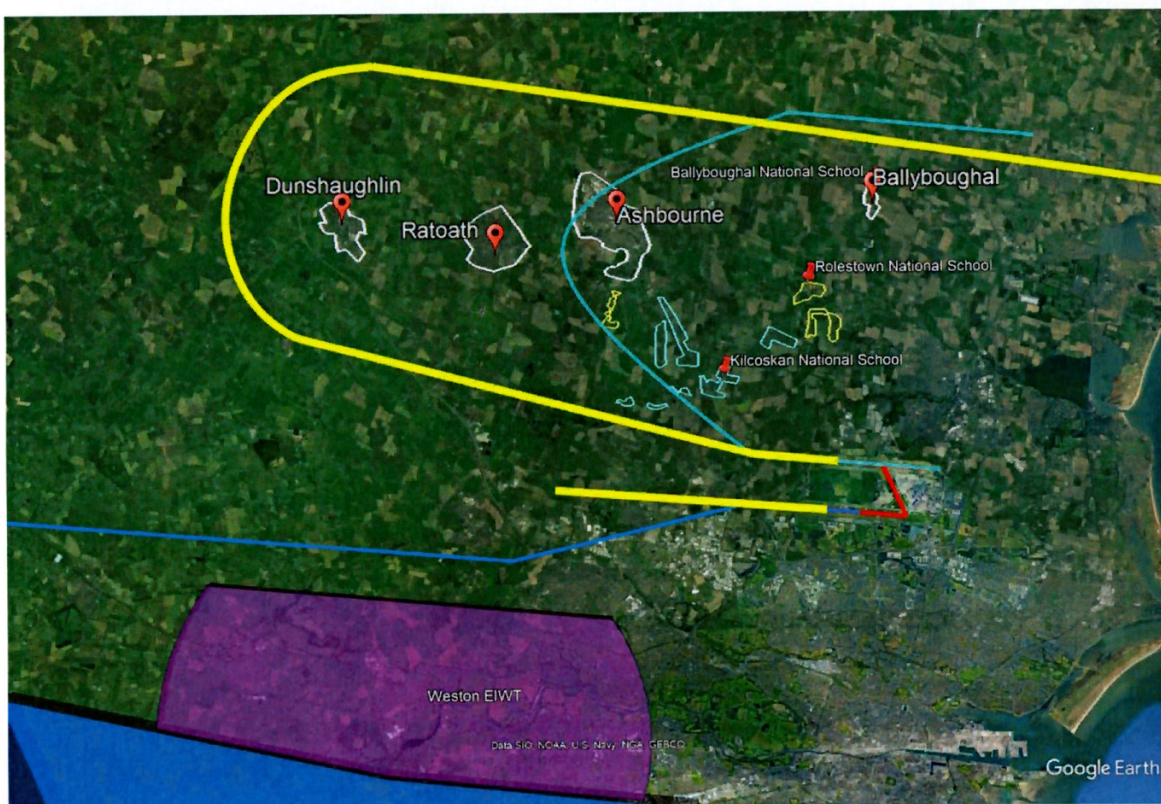 Ballyboughal National School
Ballyboughal
Dunshaughlin
Ashbourne
Ratoath
Rolestown National School
Kilcoskan National School
Weston EIWT
Data SIO, NOAA, U.S. Navy, NGA, GEBCO
Google Earth